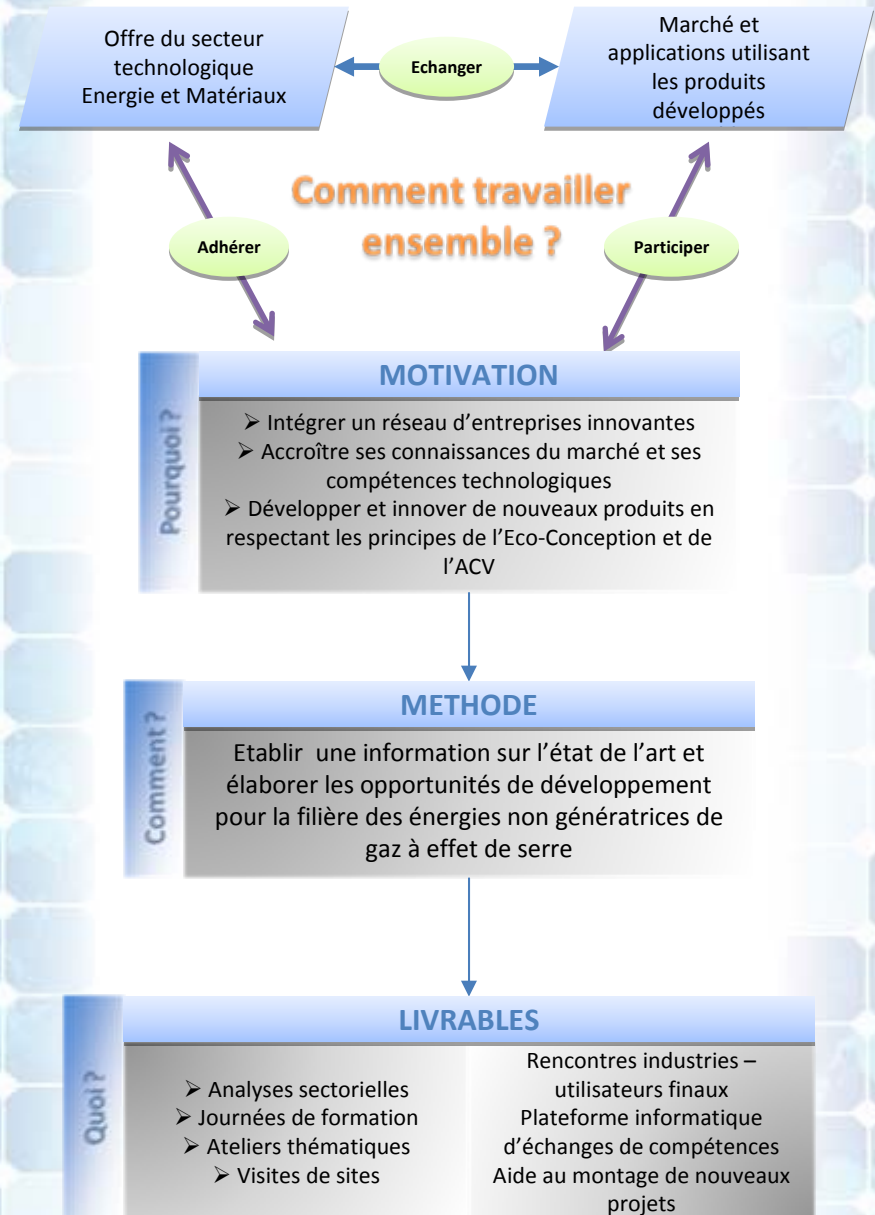 Offre du secteur
technologique
Energie et Matériaux
Echanger
Marché et
applications utilisant
les produits
développés
Comment travailler
ensemble ?
Adhérer
Participer
Pourquoi ?
MOTIVATION
➢ Intégrer un réseau d’entreprises innovantes
➢ Accroître ses connaissances du marché et ses
compétences technologiques
➢ Développer et innover de nouveaux produits en
respectant les principes de l’Eco-Conception et de
l’ACV
Comment ?
METHODE
Etablir une information sur l’état de l’art et
élaborer les opportunités de développement
pour la filière des énergies non génératrices de
gaz à effet de serre
Quoi ?
LIVRABLES
➢ Analyses sectorielles
➢ Journées de formation
➢ Ateliers thématiques
➢ Visites de sites
Rencontres industries –
utilisateurs finaux
Plateforme informatique
d’échanges de compétences
Aide au montage de nouveaux
projets